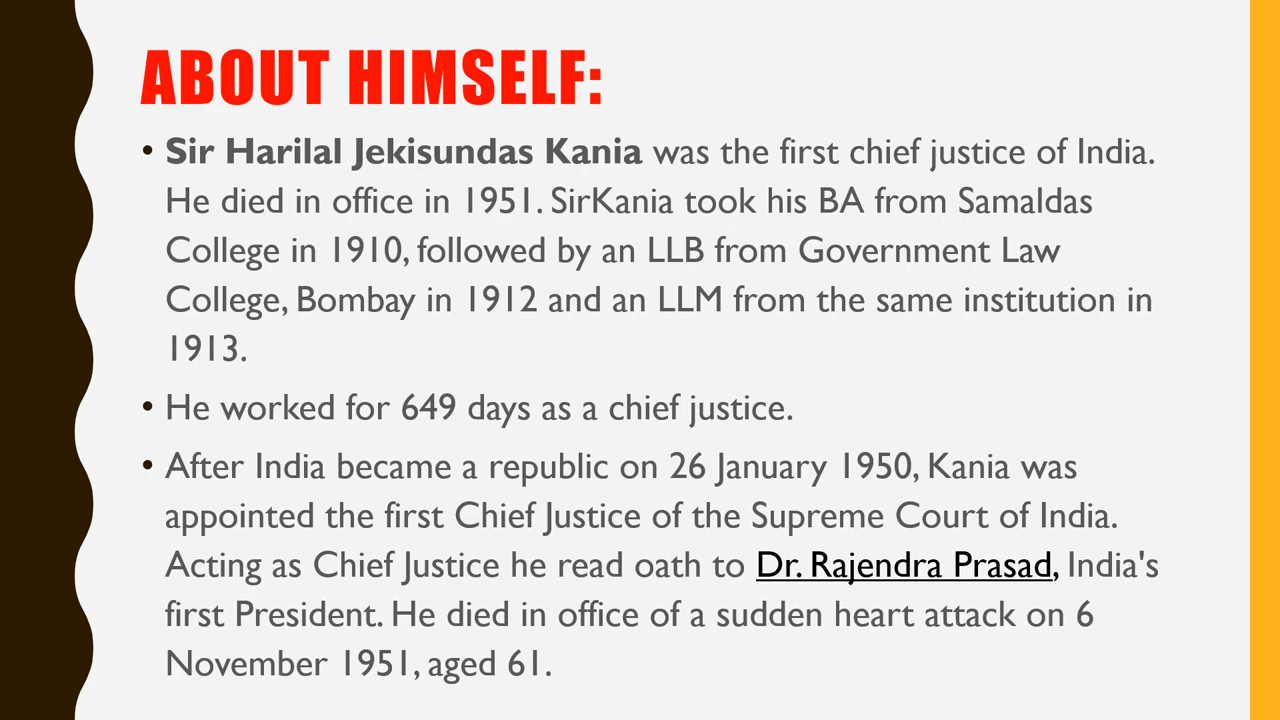 ABOUT HIMSELF:
• Sir Harilal Jekisundas Kania was the first chief justice of India.
He died in office in 1951. SirKania took his BA from Samaldas
College in 1910, followed by an LLB from Government Law
College, Bombay in 1912 and an LLM from the same institution in
1913.
• He worked for 649 days as a chief justice.
• After India became a republic on 26 January 1950, Kania was
appointed the first Chief Justice of the Supreme Court of India.
Acting as Chief Justice he read oath to Dr. Rajendra Prasad, India's
first President. He died in office of a sudden heart attack on 6
November 1951, aged 61.